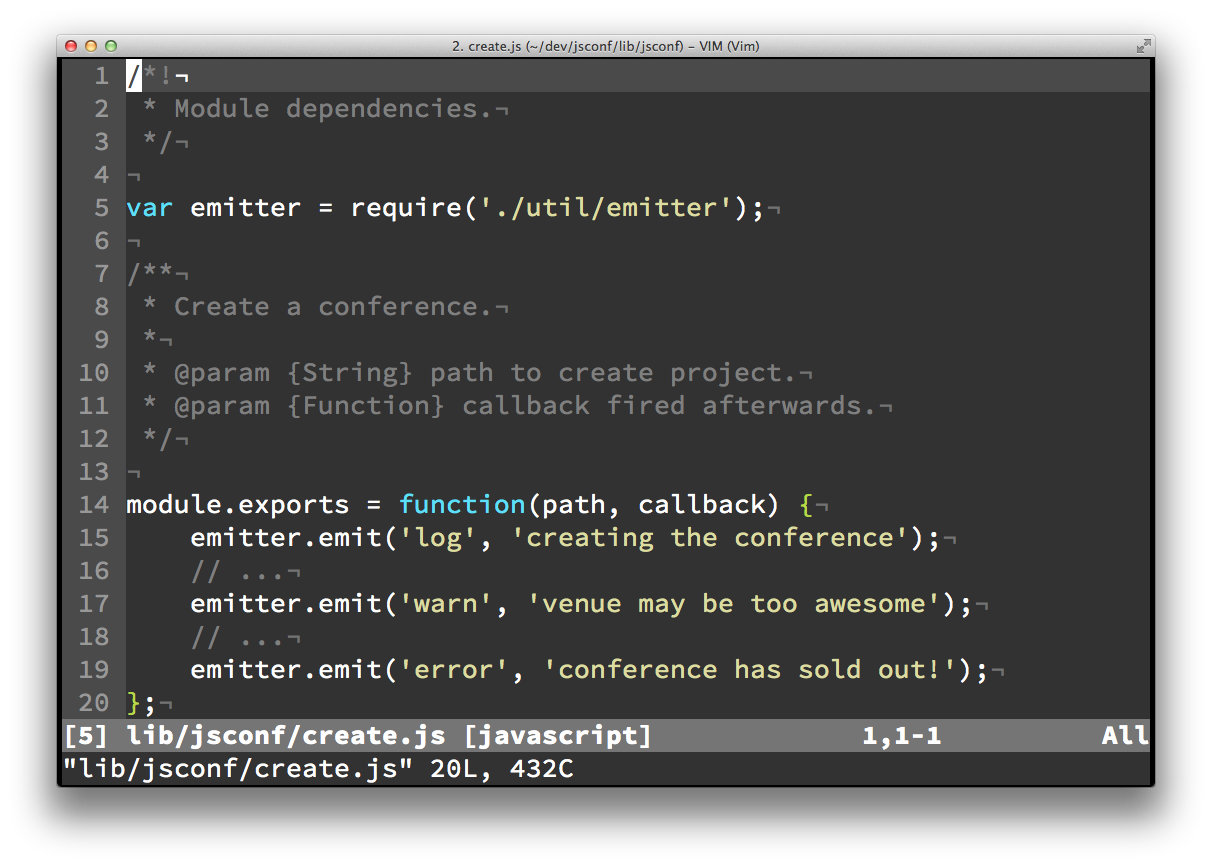 2. create.js (~/dev/jsconf/lib/jsconf) – VIM (Vim)
1 /*!¬
2  * Module dependencies.¬
3  */¬
4 ¬
5 var emitter = require('./util/emitter');¬
6 ¬
7 /**¬
8  * Create a conference.¬
9  *¬
10  * @param {String} path to create project.¬
11  * @param {Function} callback fired afterwards.¬
12  */¬
13 ¬
14 module.exports = function(path, callback) {¬
15     emitter.emit('log', 'creating the conference');¬
16     // ...¬
17     emitter.emit('warn', 'venue may be too awesome');¬
18     // ...¬
19     emitter.emit('error', 'conference has sold out!');¬
20 };¬
[5] lib/jsconf/create.js [javascript] 1,1-1 All
"lib/jsconf/create.js" 20L, 432C